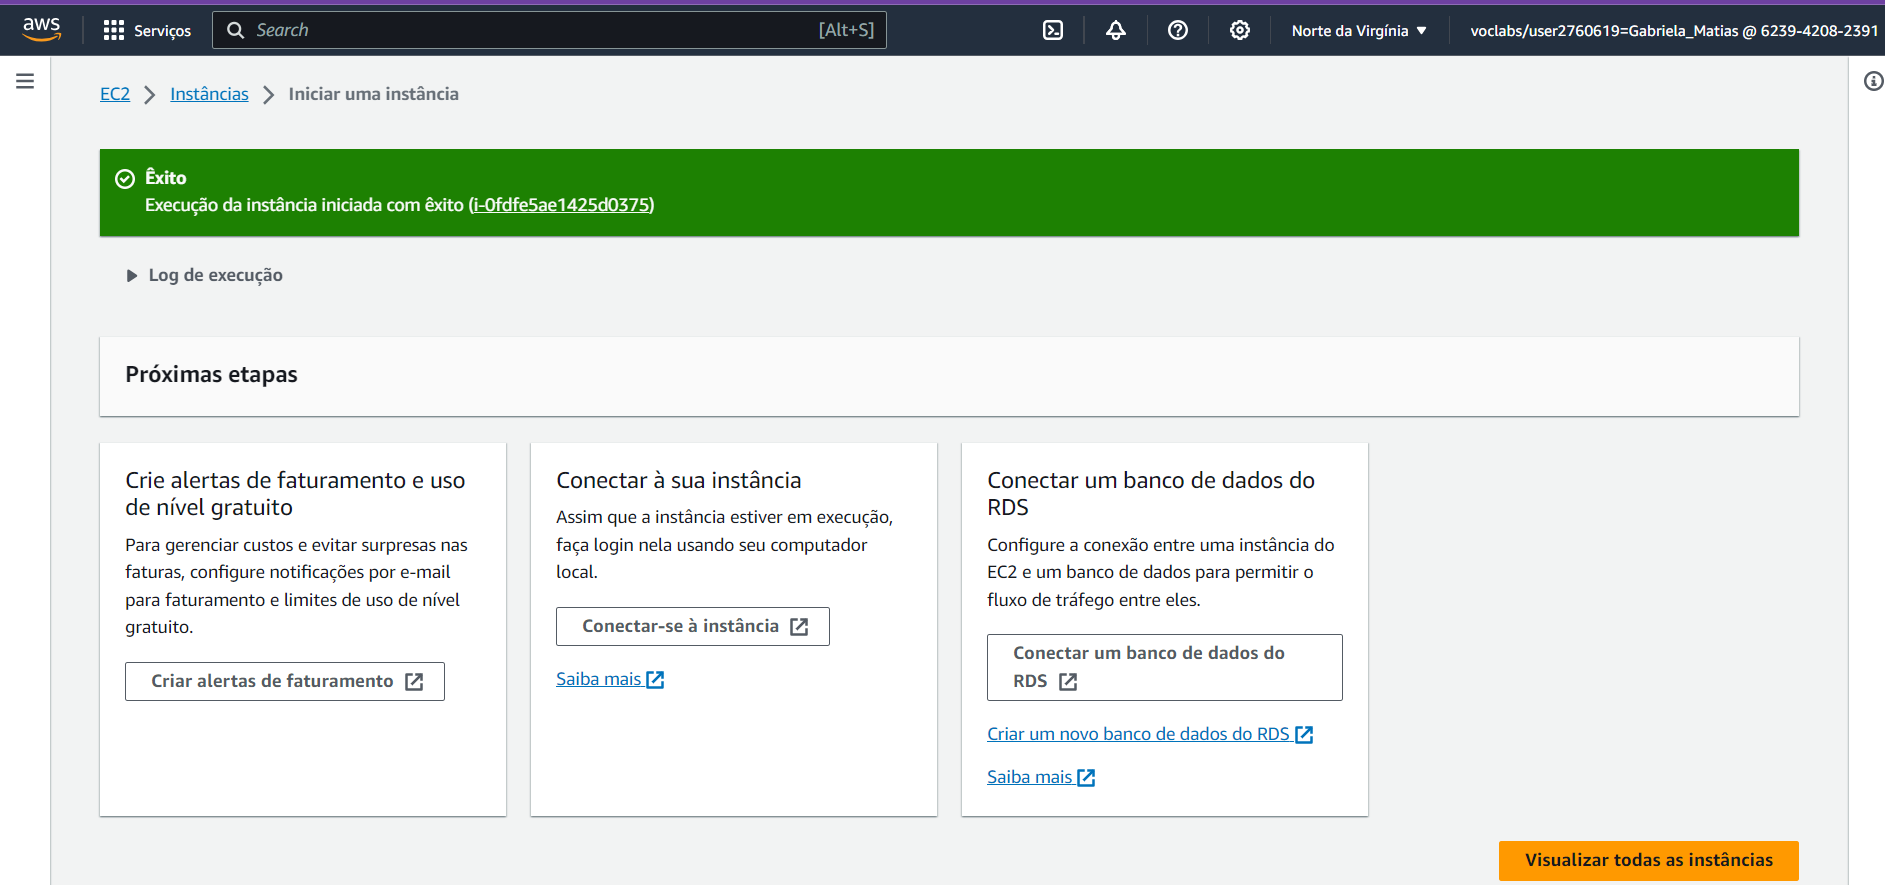 aws
Serviços
Search
[Alt+S]
Norte da Virgínia
voclabs/user2760619=Gabriela_Matias @ 6239-4208-2391
EC2
Instâncias
Iniciar uma instância
Êxito
Execução da instância iniciada com êxito (i-0fdfe5ae1425d0375)
Log de execução
Próximas etapas
Crie alertas de faturamento e uso
de nível gratuito
Para gerenciar custos e evitar surpresas nas
faturas, configure notificações por e-mail
para faturamento e limites de uso de nível
gratuito.
Criar alertas de faturamento
Conectar à sua instância
Assim que a instância estiver em execução,
faça login nela usando seu computador
local.
Conectar-se à instância
Saiba mais
Conectar um banco de dados do
RDS
Configure a conexão entre uma instância do
EC2 e um banco de dados para permitir o
fluxo de tráfego entre eles.
Conectar um banco de dados do
RDS
Criar um novo banco de dados do RDS
Saiba mais
Visualizar todas as instâncias